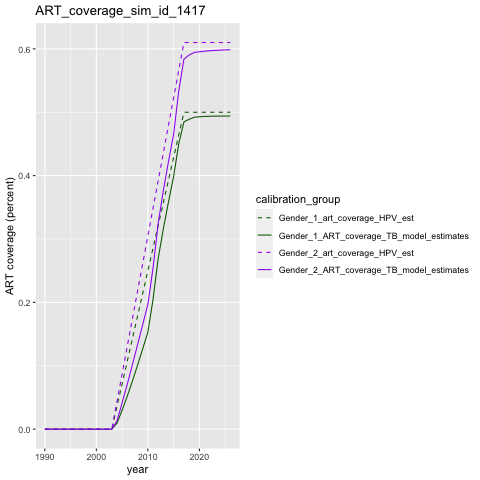 ART_coverage_sim_id_1417
ART coverage (percent)
0.6
0.4
0.2
0.0
1990
2000
2010
2020
year
calibration_group
Gender_1_art_coverage_HPV_est
Gender_1_ART_coverage_TB_model_estimates
Gender_2_art_coverage_HPV_est
Gender_2_ART_coverage_TB_model_estimates